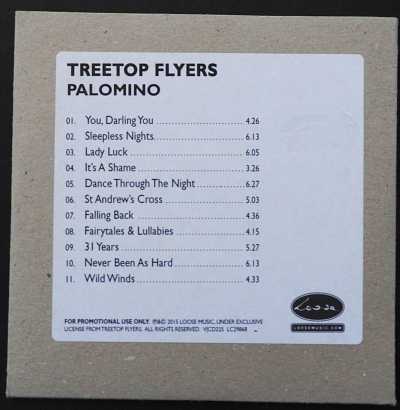 TREETOP FLYERS
PALOMINO
01. You, Darling You 4.26
02. Sleepless Nights 6.13
03. Lady Luck 6.05
04. It's A Shame 3.26
05. Dance Through The Night 6.27
06. St Andrew's Cross 5.03
07. Falling Back 4.36
08. Fairytales & Lullabies 4.15
09. 31 Years 5.27
10. Never Been As Hard 6.13
11. Wild Winds 4.33
Loose
LOOSEMUSIC.COM
FOR PROMOTIONAL USE ONLY. ℗&© 2015 LOOSE MUSIC, UNDER EXCLUSIVE
LICENSE FROM TREETOP FLYERS. ALL RIGHTS RESERVED. VJCD225 LC29868